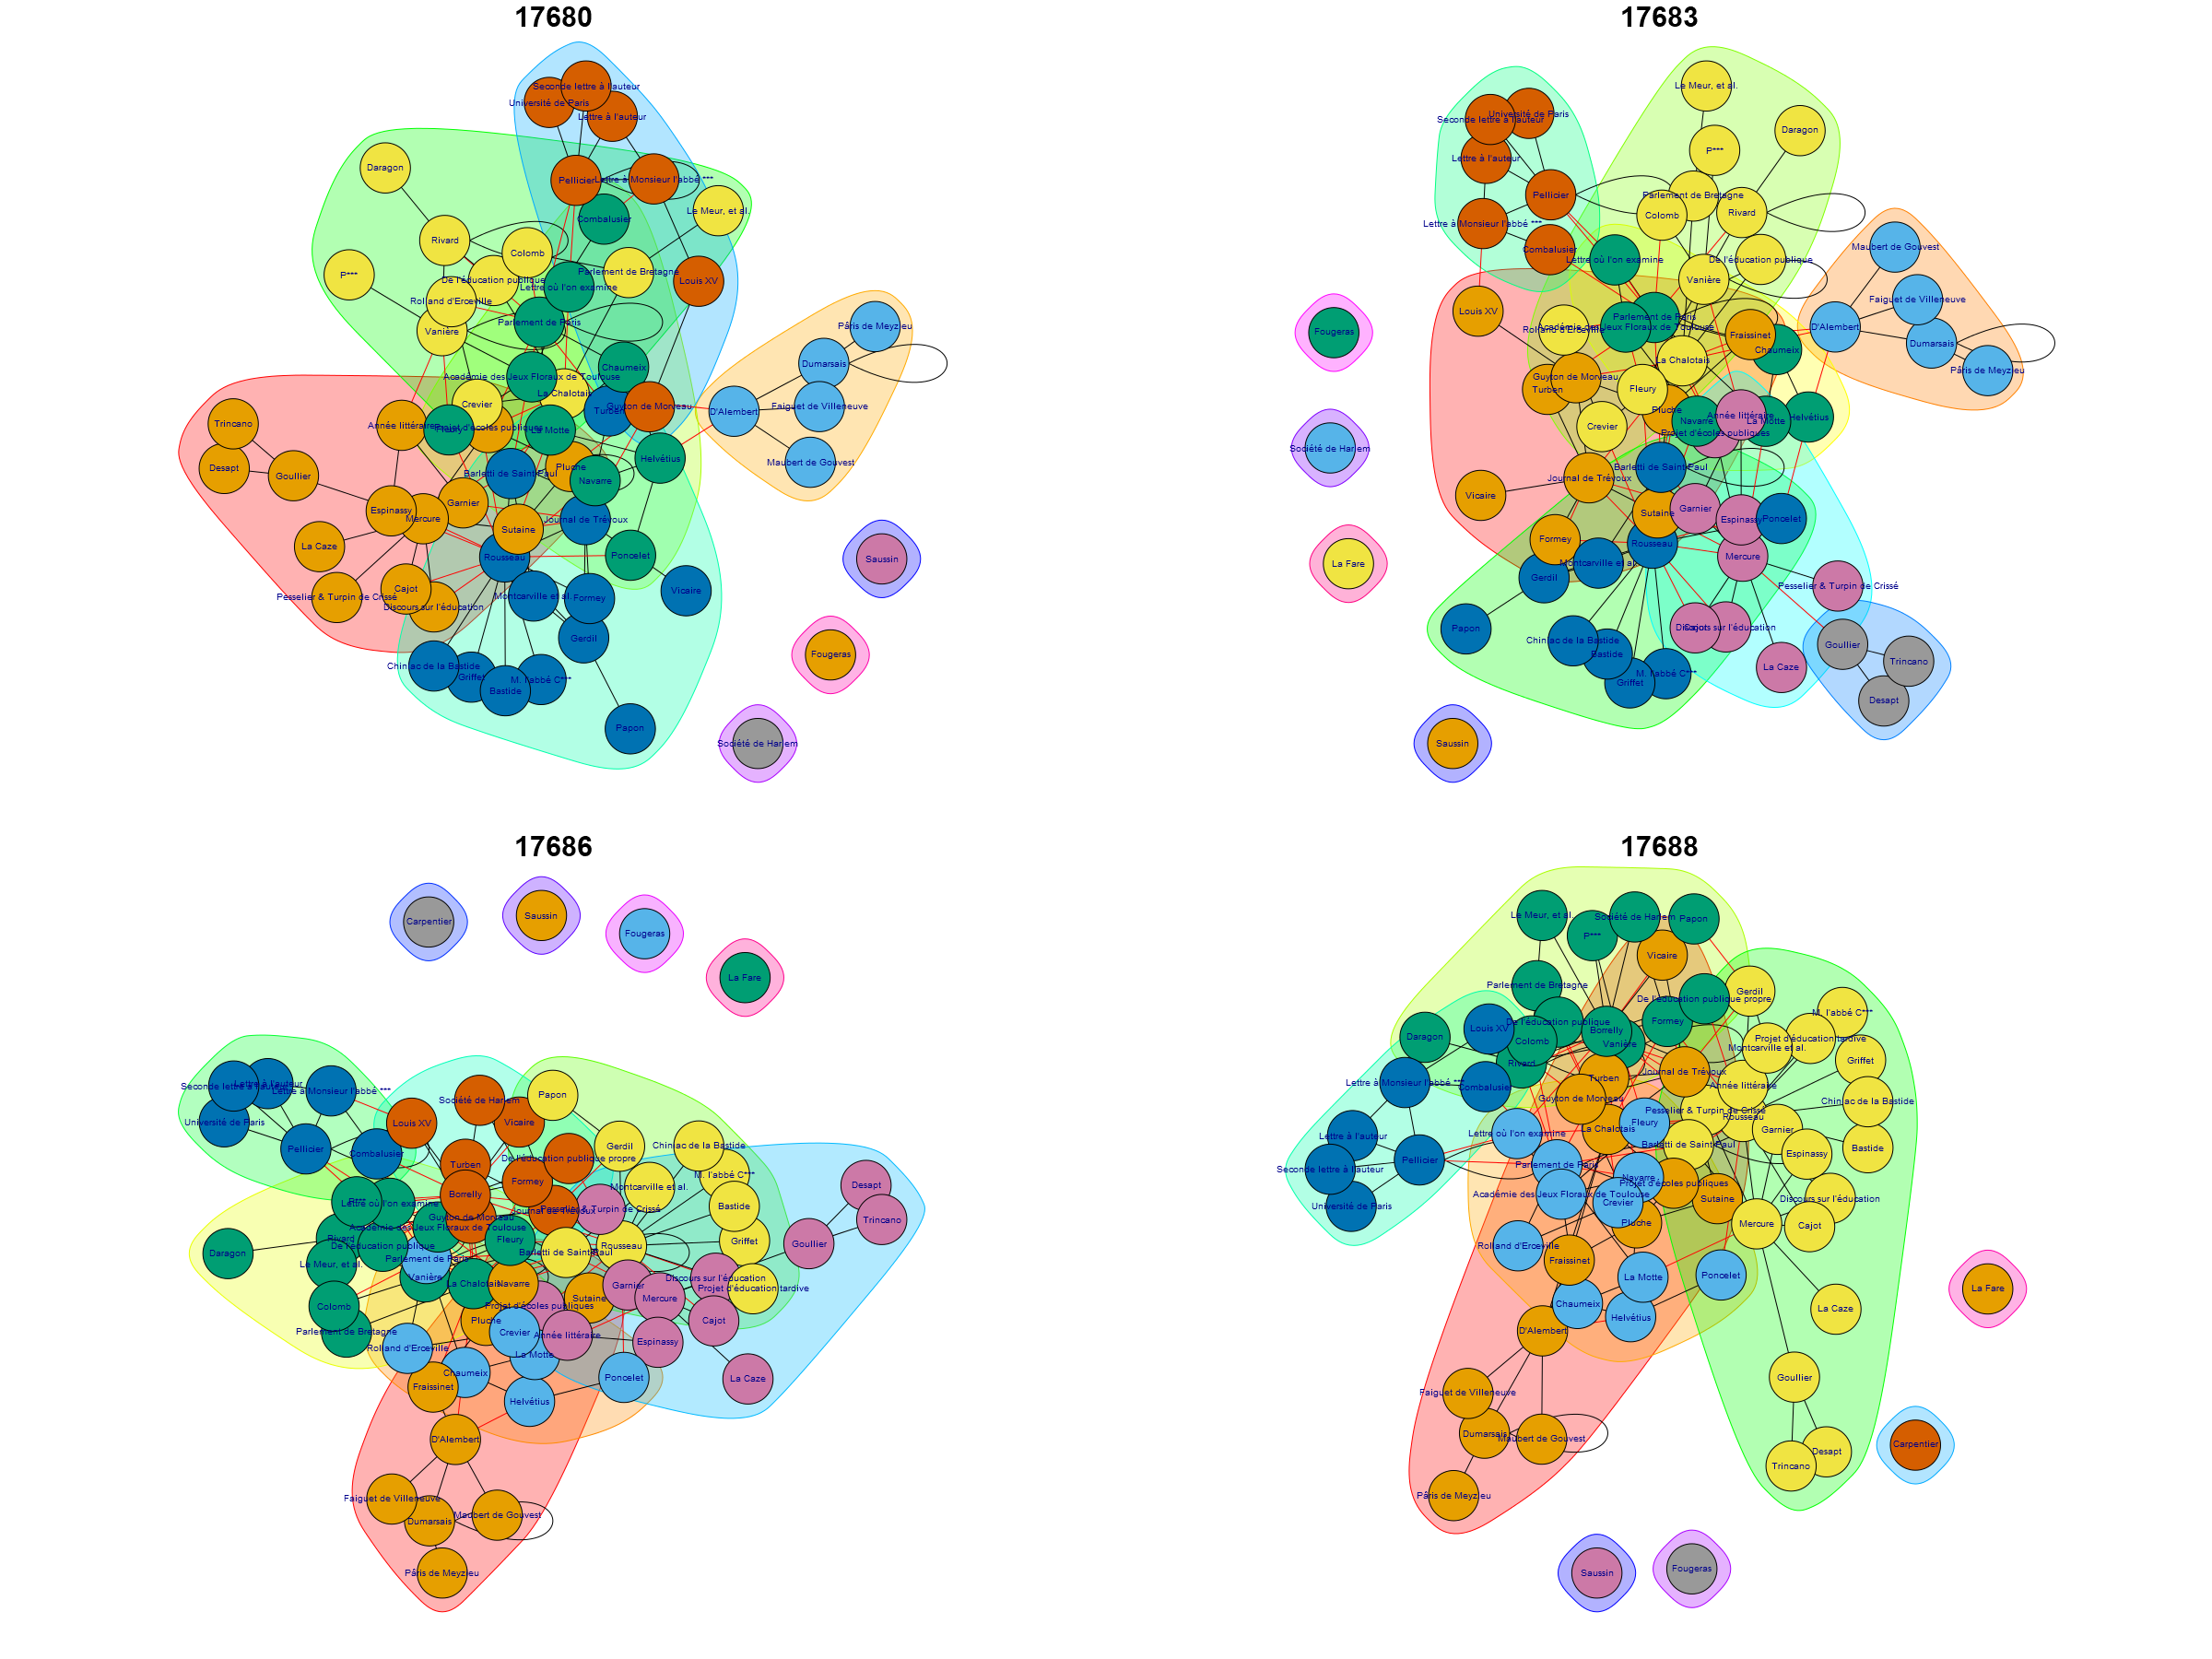 17680
Seconde lettre à l'auteur
Université de Paris
Lettre à l'auteur
Daragon
Pellicier
Lettre à Monsieur l'abbé ***
Le Meur, et al.
Combalusier
Rivard
Colomb
P***
De l'éducation publique
Parlement de Bretagne
Louis XV
Lettre où l'on examine
Rolland d'Erceville
Vanière
Parlement de Paris
Pâris de Meyzieu
Dumarsais
Chaumeix
Académie des Jeux Floraux de Toulouse
La Chalotais
Crevier
Turben
Guyton de Morveau
D'Alembert
Faiguet de Villeneuve
Trincano
Année littéraire
Fleury
Projet d'écoles publiques
La Motte
Helvétius
Maubert de Gouvest
Desapt
Goullier
Barletti de Saint-Paul
Pluche
Navarre
Garnier
Espinassy
Mercure
Sutaine
Journal de Trévoux
La Caze
Rousseau
Poncelet
Saussin
Cajot
Pesselier & Turpin de Crissé
Discours sur l'éducation
Montcarville et al.
Formey
Vicaire
Gerdil
Fougeras
Chiniac de la Bastide
Griffet
M. l'abbé C***
Bastide
Papon
Société de Harlem
17683
Le Meur, et al.
Université de Paris
Seconde lettre à l'auteur
Daragon
P***
Lettre à l'auteur
Pellicier
Parlement de Bretagne
Colomb
Rivard
Lettre à Monsieur l'abbé ***
Combalusier
Lettre où l'on examine
De l'éducation publique
Maubert de Gouvest
Vanière
Faiguet de Villeneuve
Louis XV
Parlement de Paris
Fougeras
Rolland d'Erceville
Académie des Jeux Floraux de Toulouse
Fraissinet
D'Alembert
Dumarsais
Chaumeix
La Chalotais
Pâris de Meyzieu
Guyton de Morveau
Turben
Fleury
Pluche
Année littéraire
Navarre
La Motte
Helvétius
Crevier
Projet d'écoles publiques
Société de Harlem
Barletti de Saint-Paul
Journal de Trévoux
Vicaire
Garnier
Sutaine
Espinassy
Poncelet
Formey
Rousseau
Mercure
La Fare
Montcarville et al.
Gerdil
Pesselier & Turpin de Crissé
Papon
Discours sur l'éducation
Cajot
Chiniac de la Bastide
Bastide
Goullier
Trincano
La Caze
M. l'abbé C***
Griffet
Desapt
Saussin
17686
Carpentier
Saussin
Fougeras
La Fare
Seconde lettre à l'auteur
Lettre à l'auteur
Lettre à Monsieur l'abbé ***
Société de Harlem
Papon
Université de Paris
Louis XV
Vicaire
Pellicier
Combalusier
Gerdil
Chiniac de la Bastide
Turben
De l'éducation publique propre
M. l'abbé C***
Formey
Montcarville et al.
Desapt
Borrelly
P***
Lettre où l'on examine
Bastide
Journal de Trévoux
Pesselier & Turpin de Crissé
Guyton de Morveau
Trincano
Académie des Jeux Floraux de Toulouse
Rivard
Fleury
De l'éducation publique
Rousseau
Griffet
Goullier
Daragon
Barletti de Saint-Paul
Parlement de Paris
Le Meur, et al.
Vanière
La Chalotais
Navarre
Discours sur l'éducation
Garnier
Projet d'éducation tardive
Colomb
Mercure
Sutaine
Projet d'écoles publiques
Pluche
Cajot
Parlement de Bretagne
Crevier
Année littéraire
Espinassy
Rolland d'Erceville
La Motte
Chaumeix
Poncelet
La Caze
Fraissinet
Helvétius
D'Alembert
Faiguet de Villeneuve
Maubert de Gouvest
Dumarsais
Pâris de Meyzieu
17688
Le Meur, et al.
Société de Harlem
Papon
P***
Vicaire
Parlement de Bretagne
Gerdil
De l'éducation publique propre
M. l'abbé C***
De l'éducation publique
Formey
Louis XV
Borrelly
Daragon
Colomb
Vanière
Projet d'éducation tardive
Montcarville et al.
Rivard
Griffet
Journal de Trévoux
Turben
Lettre à Monsieur l'abbé ***
Combalusier
Année littéraire
Guyton de Morveau
Chiniac de la Bastide
Pesselier & Turpin de Crissé
Rousseau
Fleury
La Chalotais
Garnier
Lettre où l'on examine
Lettre à l'auteur
Barletti de Saint-Paul
Bastide
Espinassy
Pellicier
Parlement de Paris
Seconde lettre à l'auteur
Navarre
Projet d'écoles publiques
Académie des Jeux Floraux de Toulouse
Sutaine
Discours sur l'éducation
Crevier
Université de Paris
Pluche
Mercure
Cajot
Rolland d'Erceville
Fraissinet
Poncelet
La Motte
La Fare
Chaumeix
La Caze
Helvétius
D'Alembert
Goullier
Faiguet de Villeneuve
Dumarsais
Maubert de Gouvest
Carpentier
Desapt
Trincano
Pâris de Meyzieu
Fougeras
Saussin